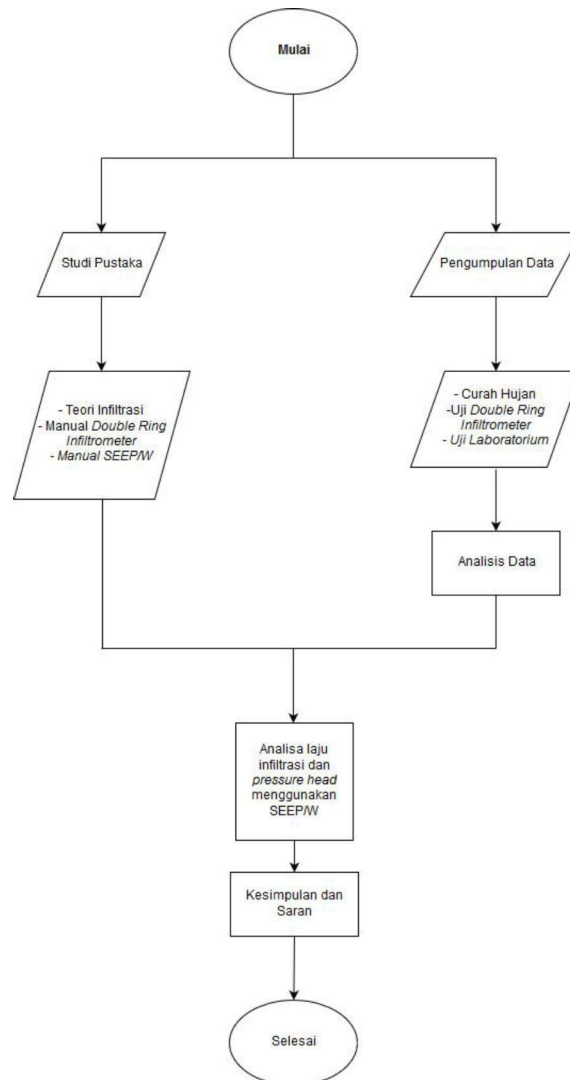 Mulai
Studi Pustaka
Pengumpulan Data
- Teori Infiltrasi
- Manual Double Ring
Infiltrometer
- Manual SEEP/W
- Curah Hujan
-Uji Double Ring
Infiltrometer
- Uji Laboratorium
Analisis Data
Analisa laju
infiltrasi dan
pressure head
menggunakan
SEEP/W
Kesimpulan dan
Saran
Selesai